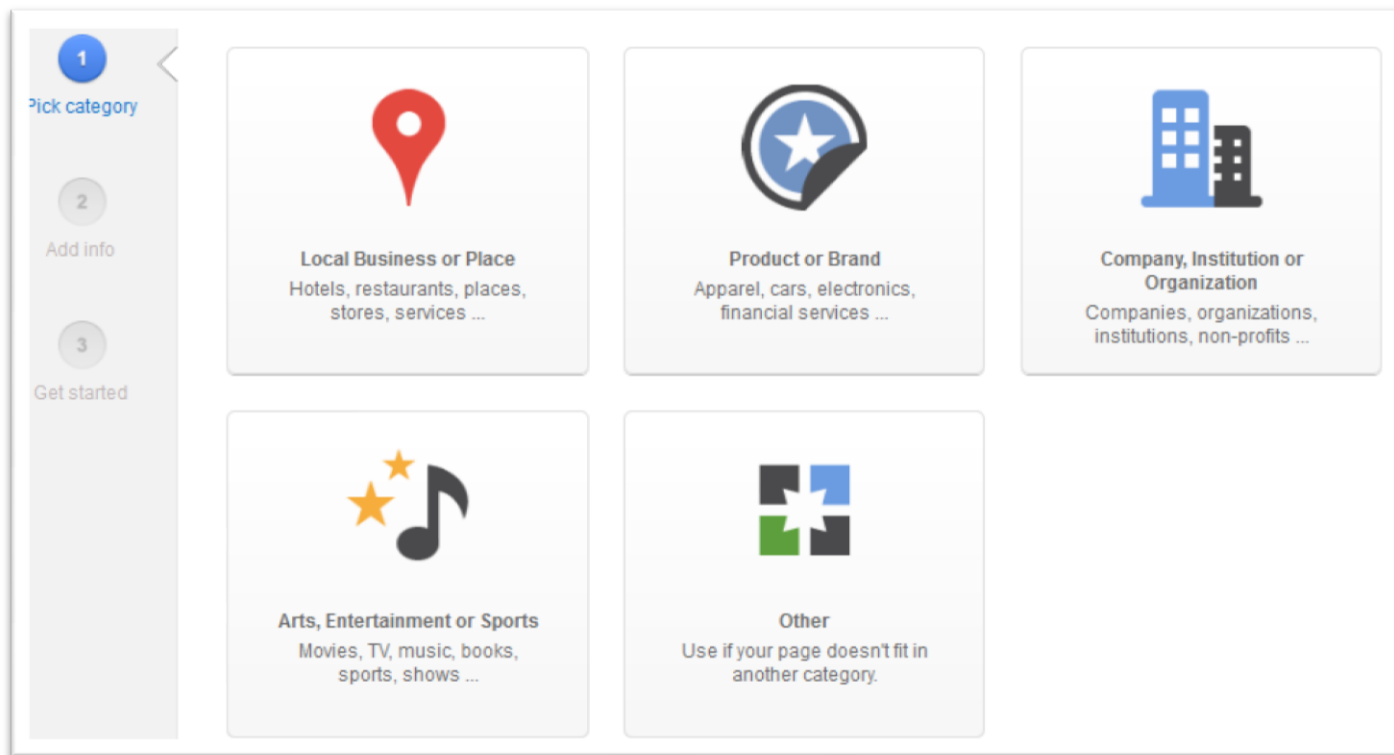 1
Pick category
2
Add info
3
Get started
Local Business or Place
Hotels, restaurants, places,
stores, services ...
Product or Brand
Apparel, cars, electronics,
financial services ...
Company, Institution or
Organization
Companies, organizations,
institutions, non-profits ...
Arts, Entertainment or Sports
Movies, TV, music, books,
sports, shows ...
Other
Use if your page doesn't fit in
another category.